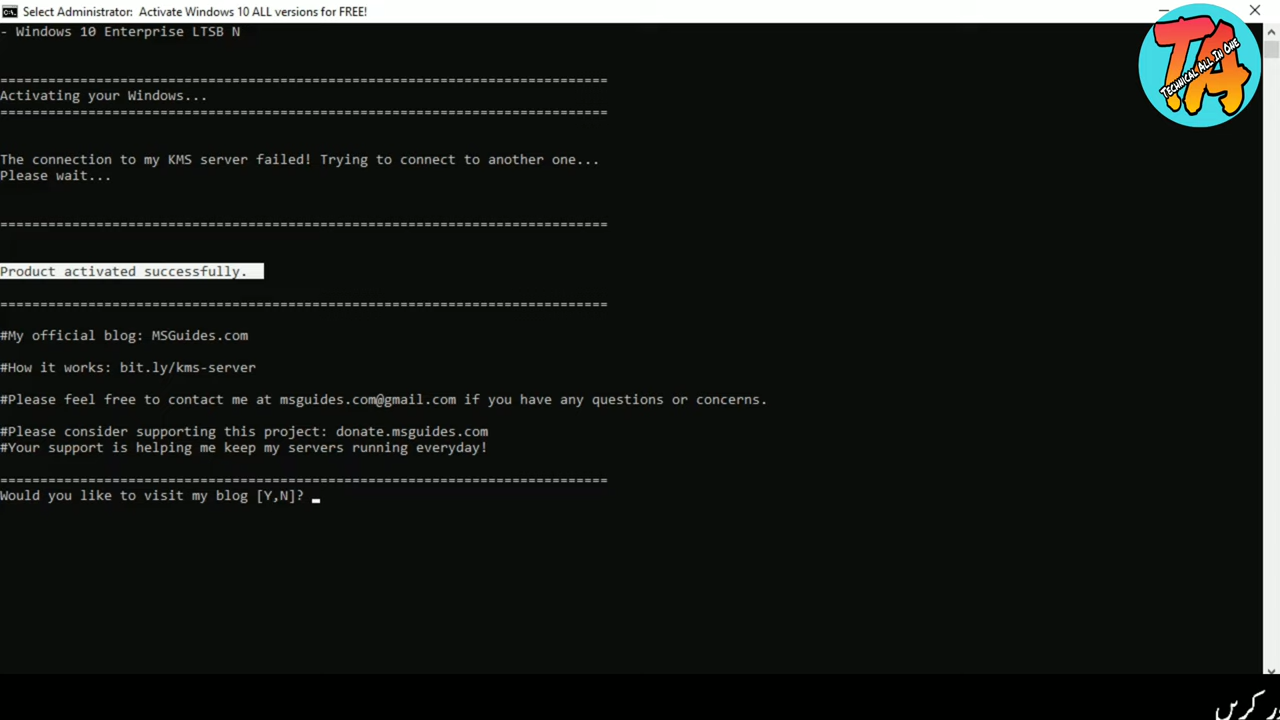 Select Administrator: Activate Windows 10 ALL versions for FREE!
- Windows 10 Enterprise LTSB N
============================================================================
Activating your Windows...
============================================================================
The connection to my KMS server failed! Trying to connect to another one...
Please wait...
============================================================================
Product activated successfully.
============================================================================
#My official blog: MSGuides.com
#How it works: bit.ly/kms-server
#Please feel free to contact me at msguides.com@gmail.com if you have any questions or concerns.
#Please consider supporting this project: donate.msguides.com
#Your support is helping me keep my servers running everyday!
============================================================================
Would you like to visit my blog [Y,N]? _
TA
TECHNICAL ALL IN ONE
کریں